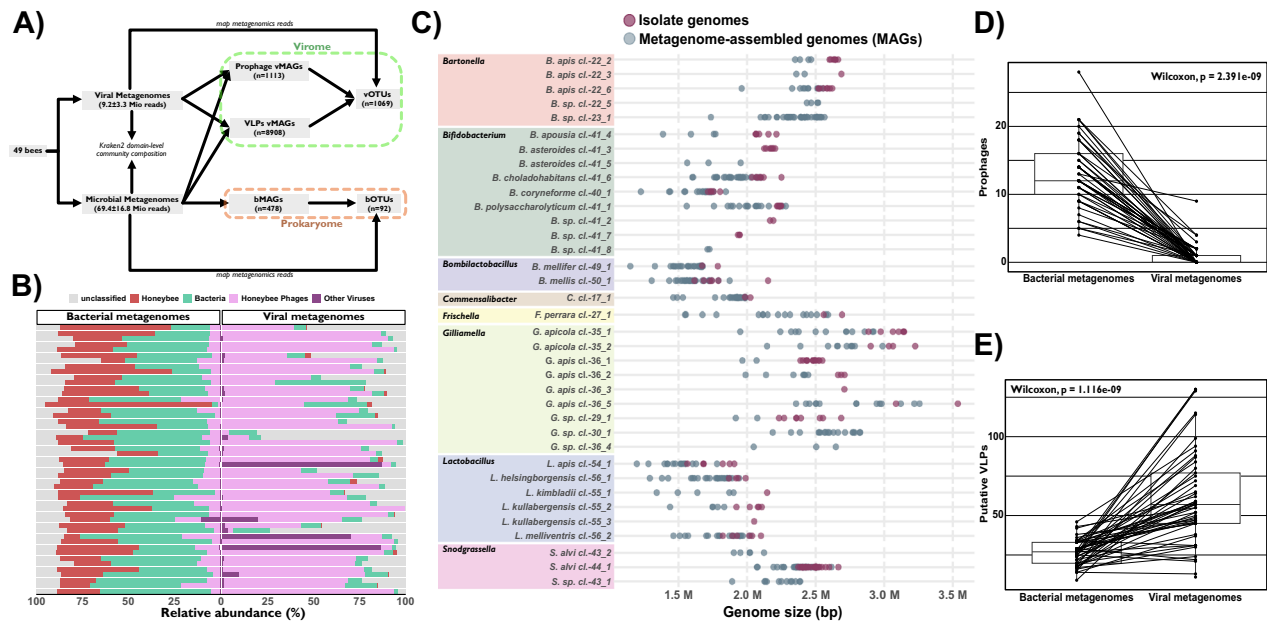 A)
map metagenomics reads
Virome
Prophage vMAGs
(n=1113)
Viral Metagenomes
(9.2±3.3 Mio reads)
vOTUs
(n=1069)
VLPs vMAGs
(n=8908)
49 bees
Kraken2 domain-level
community composition
Microbial Metagenomes
(69.4±16.8 Mio reads)
bMAGs
(n=478)
bOTUs
(n=92)
Prokaryome
map metagenomics reads
B)
unclassified Honeybee Bacteria Honeybee Phages Other Viruses
Bacterial metagenomes Viral metagenomes
100 75 50 25 0 0 25 50 75 100
Relative abundance (%)
C)
Isolate genomes
Metagenome-assembled genomes (MAGs)
Bartonella
B. apis cl.-22_2
B. apis cl.-22_3
B. apis cl.-22_6
B. sp. cl.-22_5
B. sp. cl.-23_1
Bifidobacterium
B. apousia cl.-41_4
B. asteroides cl.-41_3
B. asteroides cl.-41_5
B. choladohabitans cl.-41_6
B. coryneforme cl.-40_1
B. polysaccharolyticum cl.-41_1
B. sp cl.-41_2
B. sp. cl.-41_7
B. sp. cl.-41_8
Bombilactobacillus
B. mellifer cl.-49_1
B. mellis cl.-50_1
Commensalibacter
C. cl.-17_1
Frischella
F. perrara cl.-27_1
Gilliamella
G. apicola cl.-35_1
G. apicola cl.-35_2
G. apis cl.-36_1
G. apis cl.-36_2
G. apis cl.-36_3
G. apis cl.-36_5
G. sp cl.-29_1
G. sp cl.-30_1
G. sp cl.-36_4
Lactobacillus
L. apis cl.-54_1
L. helsingborgensis cl.-56_1
L. kimbladii cl.-55_1
L. kullabergensis cl.-55_2
L. kullabergensis cl.-55_3
L. melliventris cl.-56_2
Snodgrassella
S. alvi cl.-43_2
S. alvi cl.-44_1
S. sp cl.-43_1
1.5 M 2.0 M 2.5 M 3.0 M 3.5 M
Genome size (bp)
D)
Wilcoxon, p = 2.391e-09
Prophages
20
10
0
Bacterial metagenomes Viral metagenomes
E)
Wilcoxon, p = 1.116e-09
Putative VLPs
100
50
Bacterial metagenomes Viral metagenomes